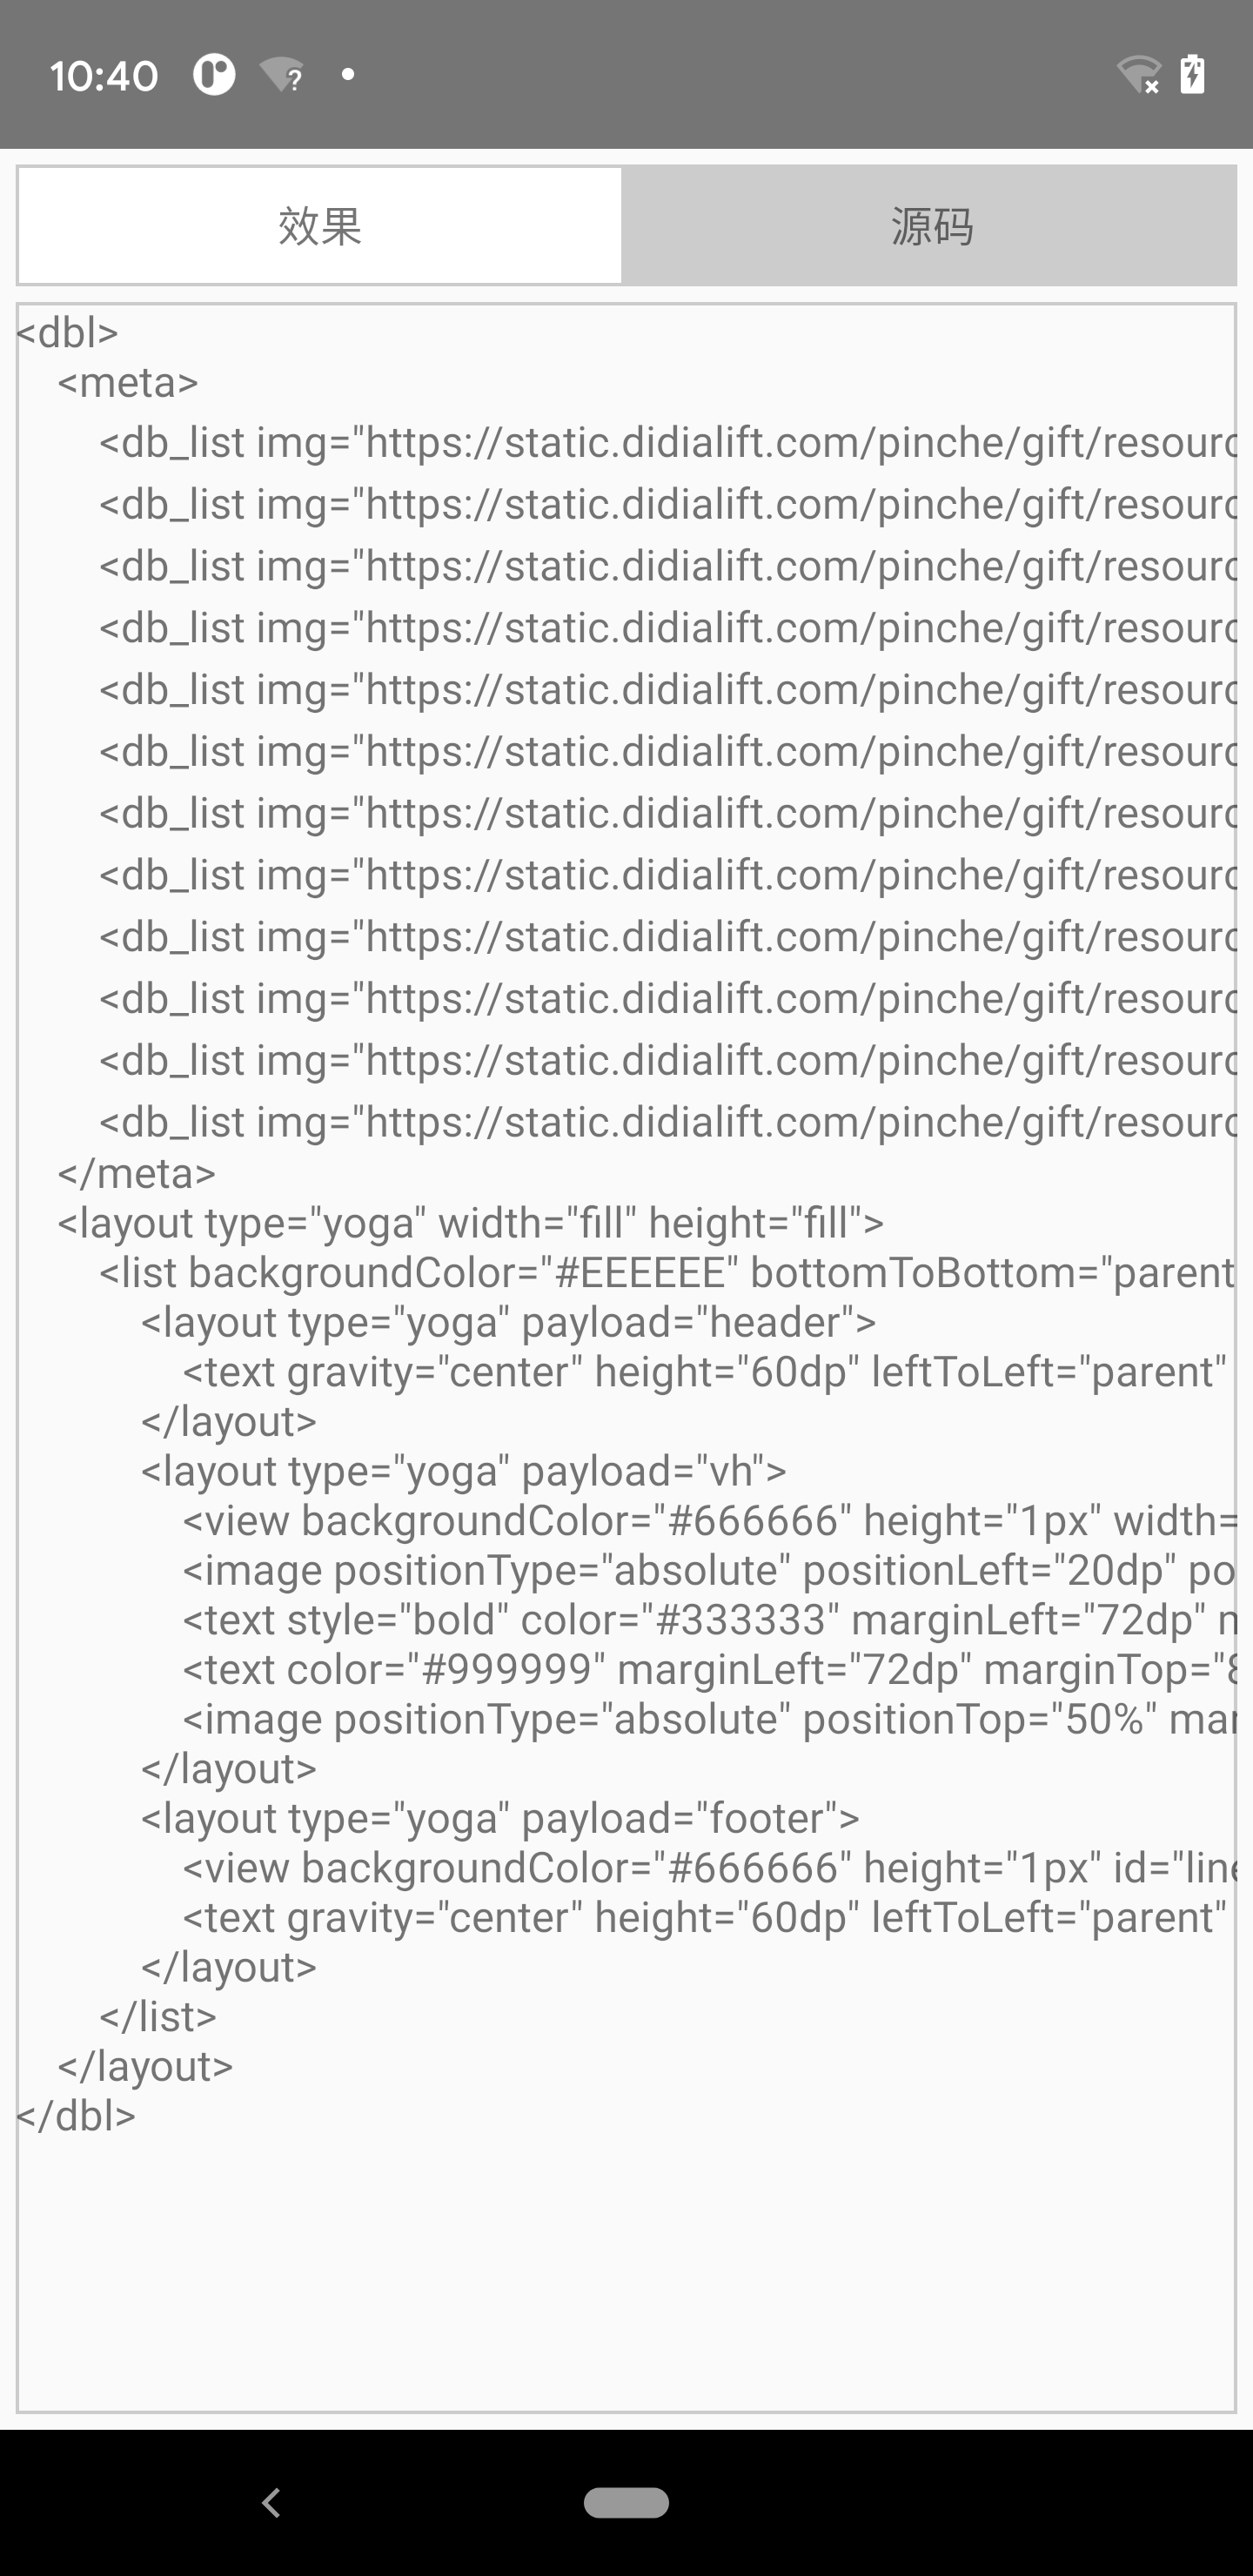 10:40
效果
源码
<dbl>
<meta>
<db_list img="https://static.didialift.com/pinche/gift/resourc
<db_list img="https://static.didialift.com/pinche/gift/resourc
<db_list img="https://static.didialift.com/pinche/gift/resourc
<db_list img="https://static.didialift.com/pinche/gift/resourc
<db_list img="https://static.didialift.com/pinche/gift/resourc
<db_list img="https://static.didialift.com/pinche/gift/resourc
<db_list img="https://static.didialift.com/pinche/gift/resourc
<db_list img="https://static.didialift.com/pinche/gift/resourc
<db_list img="https://static.didialift.com/pinche/gift/resourc
<db_list img="https://static.didialift.com/pinche/gift/resourc
<db_list img="https://static.didialift.com/pinche/gift/resourc
<db_list img="https://static.didialift.com/pinche/gift/resourc
</meta>
<layout type="yoga" width="fill" height="fill">
<list backgroundColor="#EEEEEE" bottomToBottom="parent
<layout type="yoga" payload="header">
<text gravity="center" height="60dp" leftToLeft="parent"
</layout>
<layout type="yoga" payload="vh">
<view backgroundColor="#666666" height="1px" width=
<image positionType="absolute" positionLeft="20dp" po
<text style="bold" color="#333333" marginLeft="72dp"
<text color="#999999" marginLeft="72dp" marginTop="8
<image positionType="absolute" positionTop="50%" mar
</layout>
<layout type="yoga" payload="footer">
<view backgroundColor="#666666" height="1px" id="line
<text gravity="center" height="60dp" leftToLeft="parent"
</layout>
</list>
</layout>
</dbl>